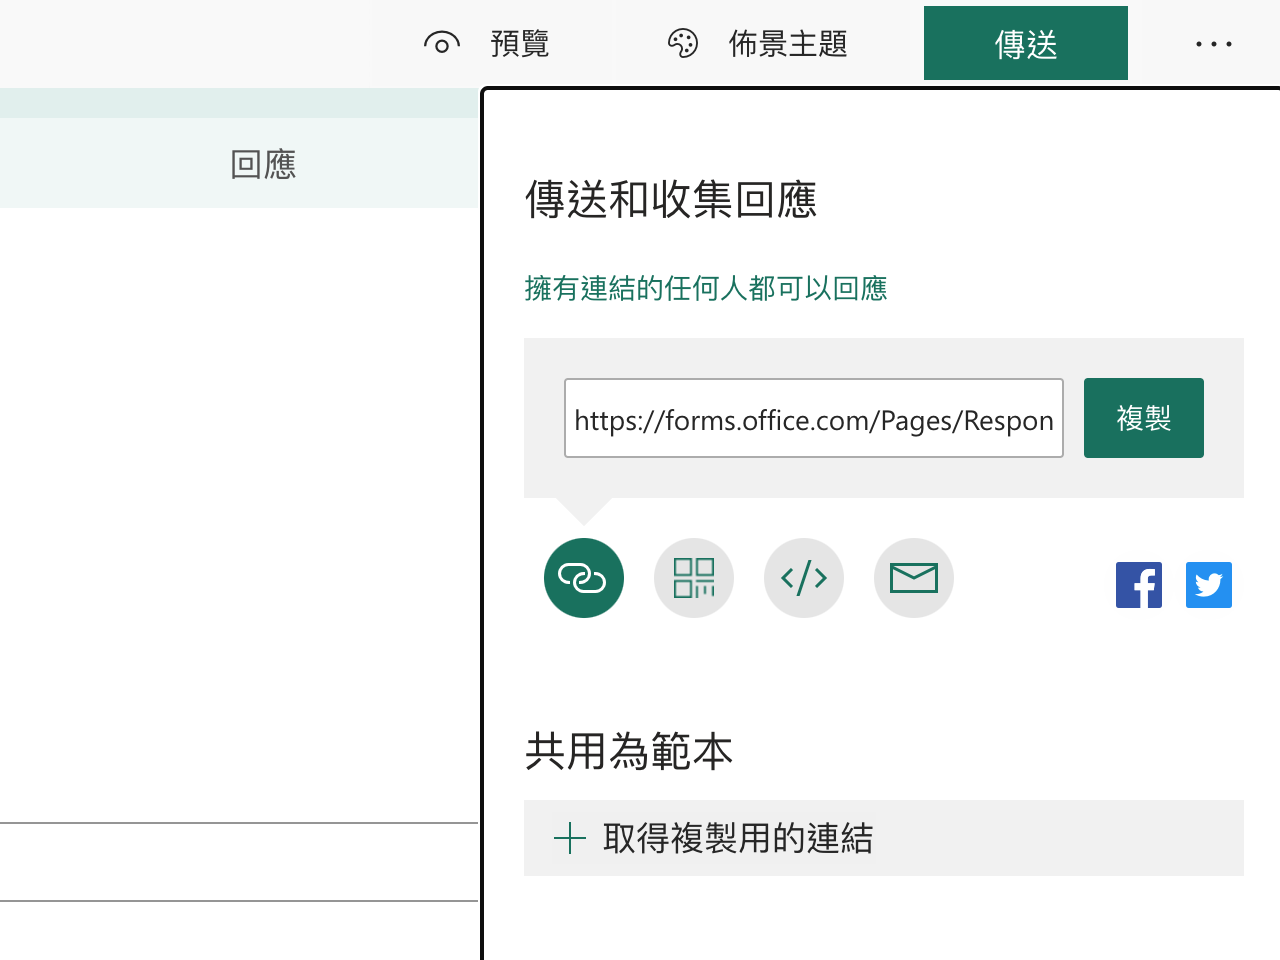 預覽
佈景主題
傳送
回應
傳送和收集回應
擁有連結的任何人都可以回應
https://forms.office.com/Pages/Respon
複製
共用為範本
取得複製用的連結